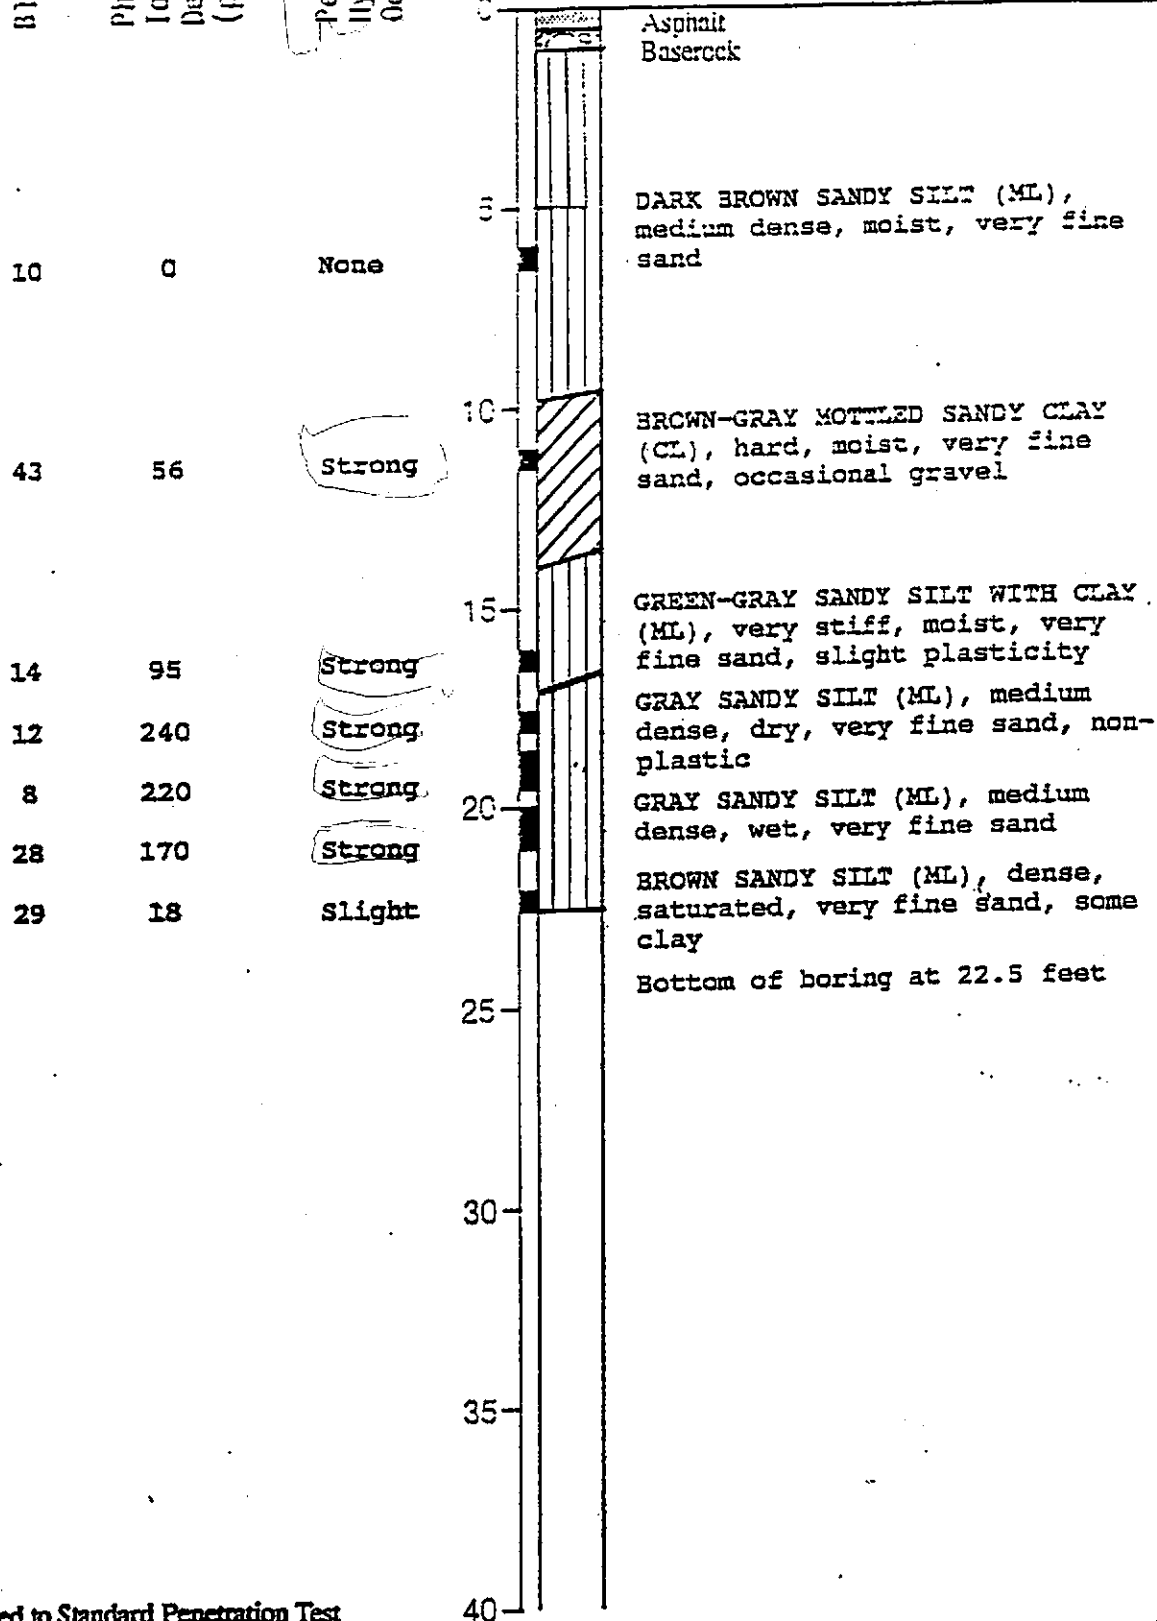 Bl
Ph
Io
De
Pe
Hy
Asphalt
Baserock
5
DARK BROWN SANDY SILT (ML),
medium dense, moist, very fine
sand
10 0 None
10
BROWN-GRAY MOTTLED SANDY CLAY
(CL), hard, moist, very fine
sand, occasional gravel
43 56 Strong
15
GREEN-GRAY SANDY SILT WITH CLAY
(ML), very stiff, moist, very
fine sand, slight plasticity
14 95 Strong
GRAY SANDY SILT (ML), medium
dense, dry, very fine sand, non-
plastic
12 240 Strong
8 220 Strong
20
GRAY SANDY SILT (ML), medium
dense, wet, very fine sand
28 170 Strong
BROWN SANDY SILT (ML), dense,
saturated, very fine sand, some
clay
29 18 Slight
Bottom of boring at 22.5 feet
25
30
35
40
ed to Standard Penetration Test